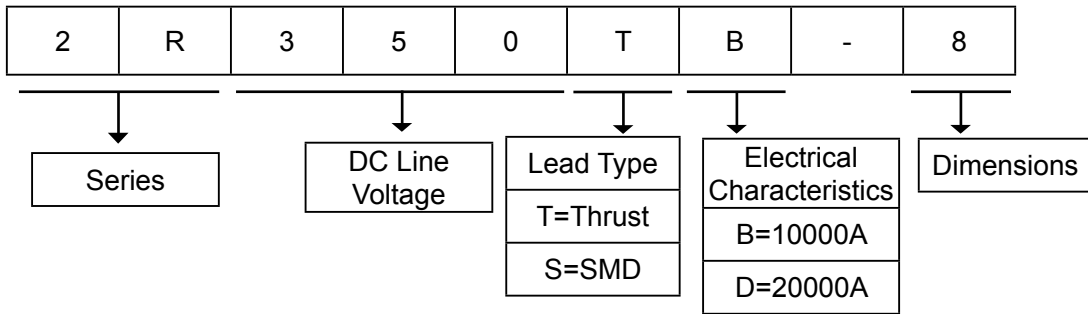 2 R 3 5 0 T B - 8
Series
DC Line
Voltage
Lead Type
T=Thrust
S=SMD
Electrical
Characteristics
B=10000A
D=20000A
Dimensions